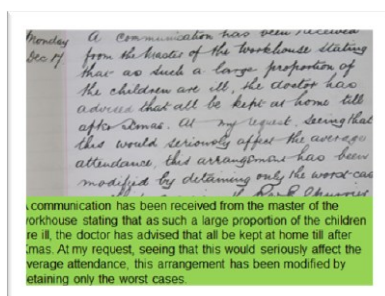 Monday
Dec 17
A communication has been received
from the Master of the Workhouse stating
that as such a large proportion of
the children are ill, the doctor has
advised that all be kept at home till
after Xmas. At my request, seeing that
this would seriously affect the average
attendance, this arrangement has been
modified by detaining only the worst cases
communication has been received from the master of the
workhouse stating that as such a large proportion of the children
are ill, the doctor has advised that all be kept at home till after
Xmas. At my request, seeing that this would seriously affect the
average attendance, this arrangement has been modified by
detaining only the worst cases.